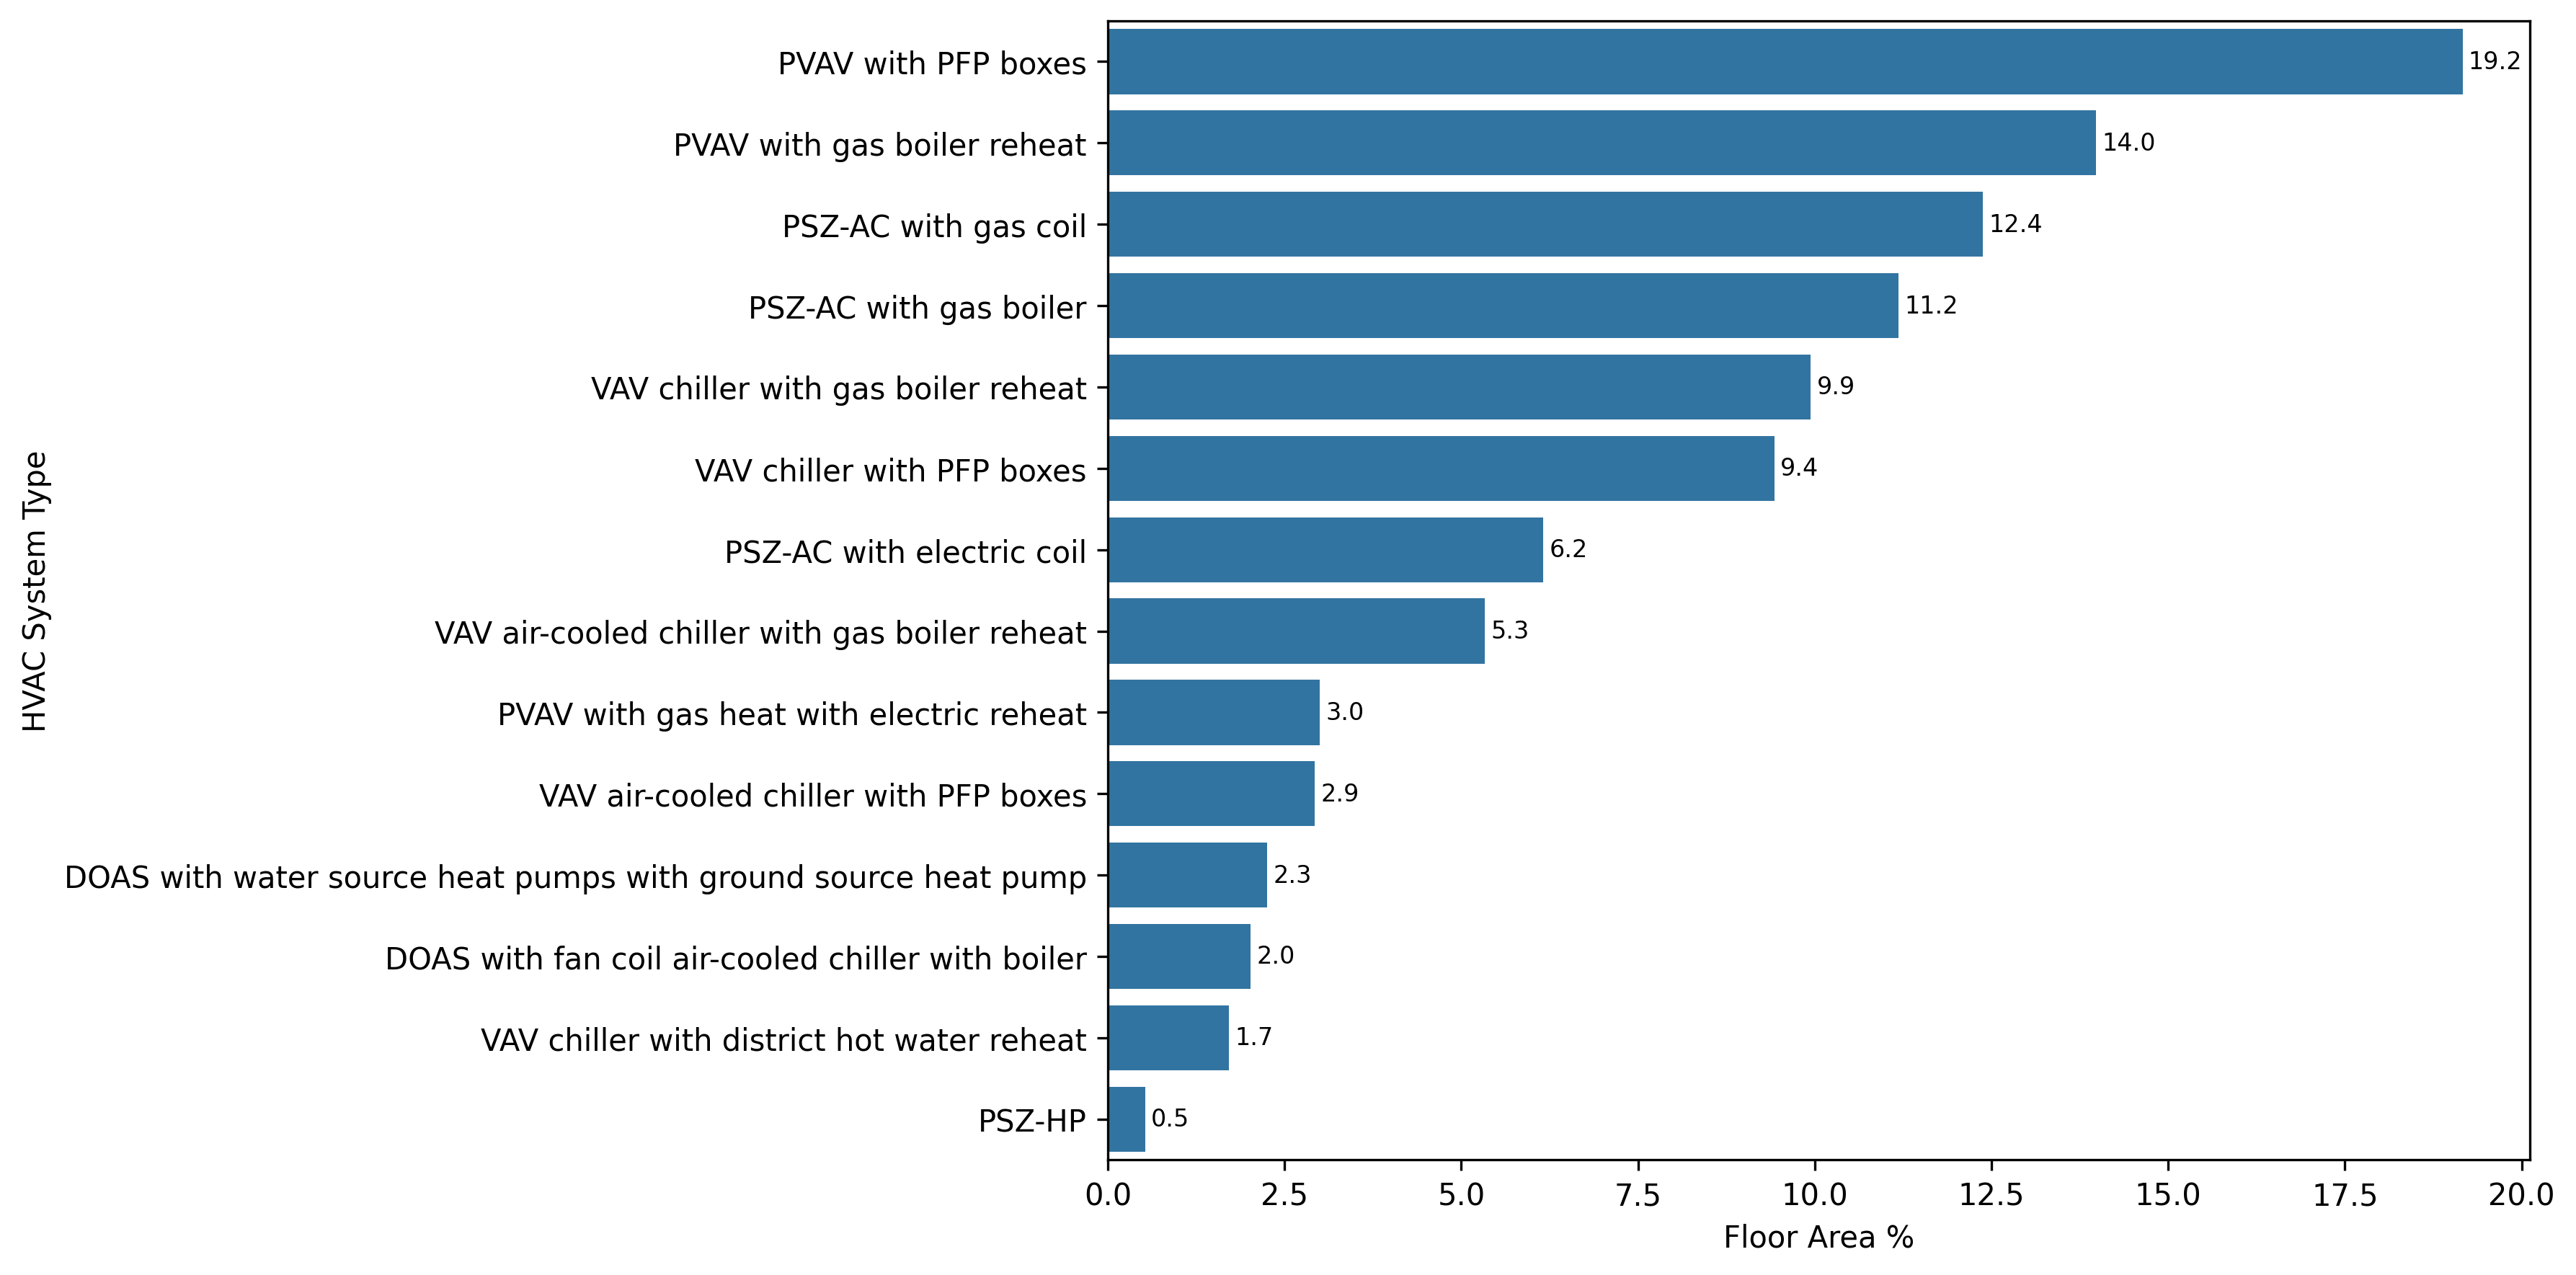 HVAC System Type
PVAV with PFP boxes 19.2
PVAV with gas boiler reheat 14.0
PSZ-AC with gas coil 12.4
PSZ-AC with gas boiler 11.2
VAV chiller with gas boiler reheat 9.9
VAV chiller with PFP boxes 9.4
PSZ-AC with electric coil 6.2
VAV air-cooled chiller with gas boiler reheat 5.3
PVAV with gas heat with electric reheat 3.0
VAV air-cooled chiller with PFP boxes 2.9
DOAS with water source heat pumps with ground source heat pump 2.3
DOAS with fan coil air-cooled chiller with boiler 2.0
VAV chiller with district hot water reheat 1.7
PSZ-HP 0.5
0.0 2.5 5.0 7.5 10.0 12.5 15.0 17.5 20.0
Floor Area %